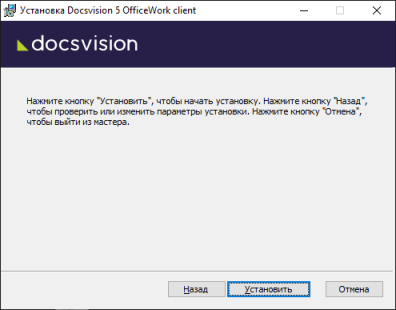 Установка Docsvision 5 OfficeWork client
docsvision
Нажмите кнопку "Установить", чтобы начать установку. Нажмите кнопку "Назад",
чтобы проверить или изменить параметры установки. Нажмите кнопку "Отмена",
чтобы выйти из мастера.
Назад Установить Отмена